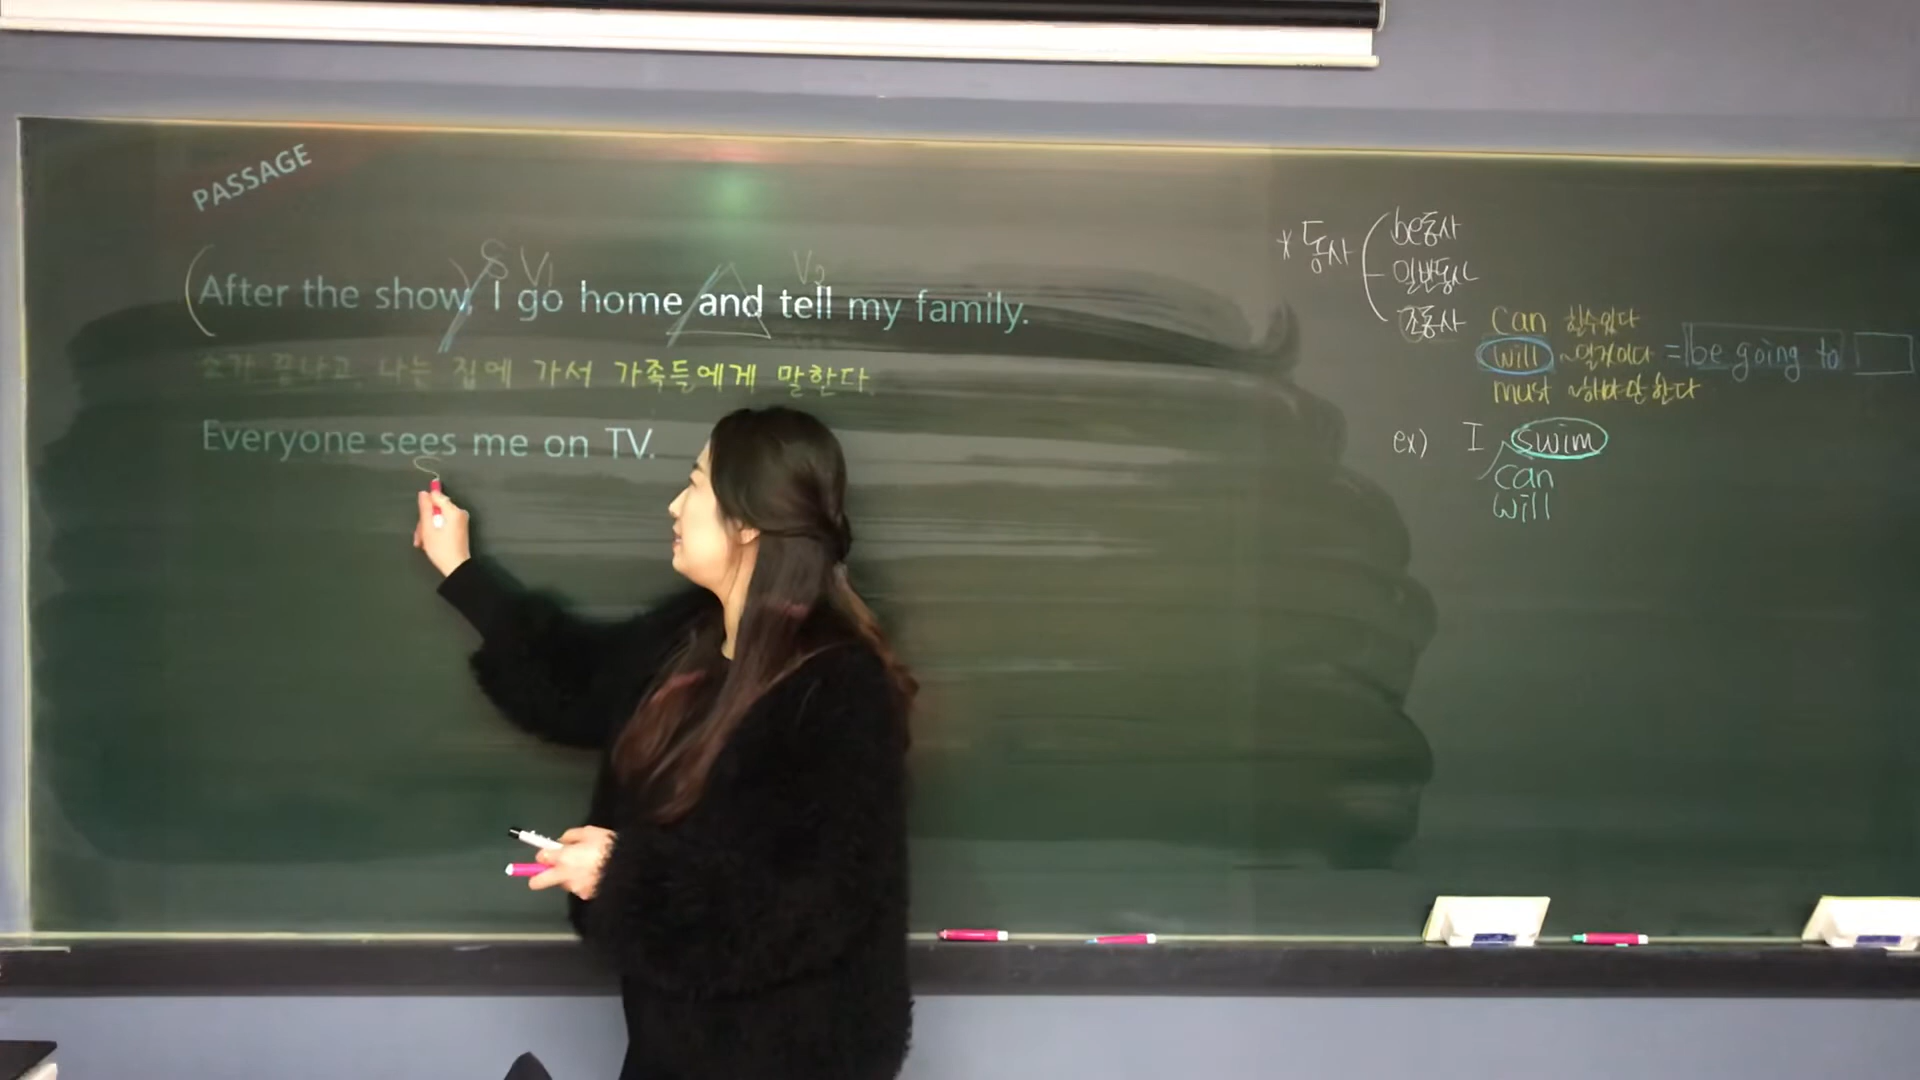 PASSAGE
S V₁ V₂
(After the show), I go home and tell my family.
쇼가 끝나고, 나는 집에 가서 가족들에게 말한다.
Everyone sees me on TV.
S
* 동사
be동사
일반동사
조동사
can 할수있다
will ~일것이다 = be going to
must ~해야만 한다
ex) I swim
can
will